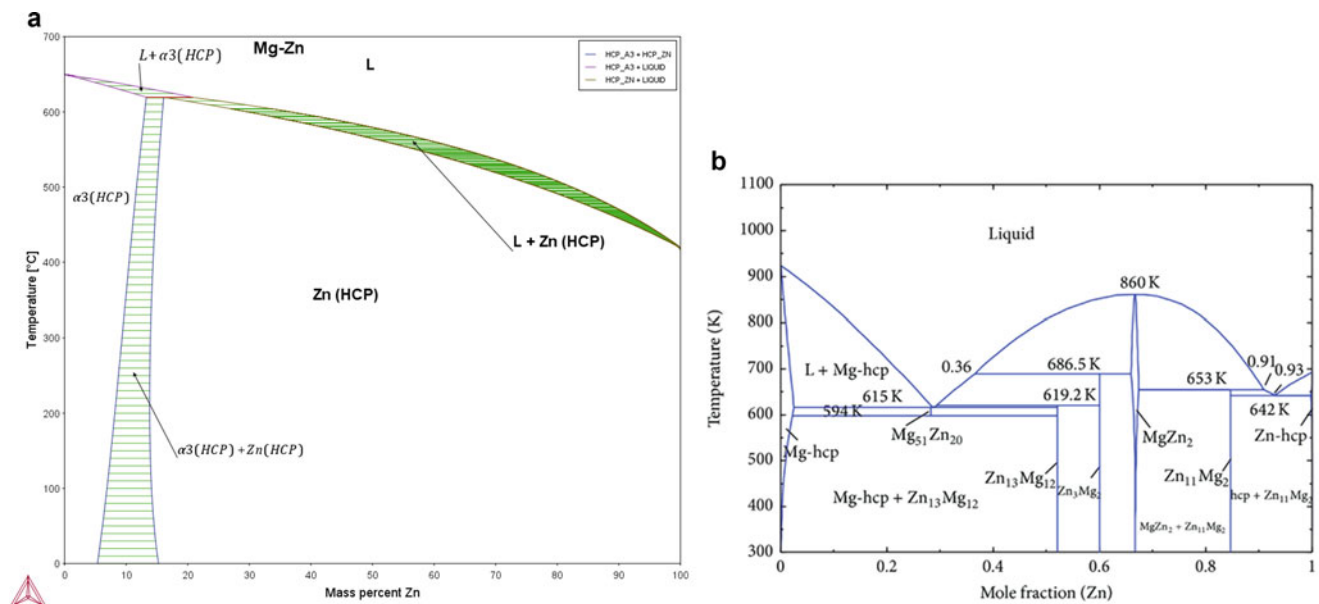 a
700
Mg-Zn
L
L+α3(HCP)
HCP_A3 + HCP_ZN
HCP_A3 + LIQUID
HCP_ZN + LIQUID
600
500
400
300
200
100
0
Temperature [°C]
α3(HCP)
L + Zn (HCP)
Zn (HCP)
α3(HCP)+Zn(HCP)
0 10 20 30 40 50 60 70 80 90 100
Mass percent Zn
b
1100
1000
900
800
700
600
500
400
300
Temperature (K)
Liquid
860 K
0.36
686.5 K
0.91
0.93
653 K
L + Mg-hcp
615 K
619.2 K
594 K
642 K
Mg-hcp
Mg51Zn20
MgZn2
Zn-hcp
Zn13Mg12
Zn3Mg2
Zn11Mg2
Mg-hcp + Zn13Mg12
hcp + Zn11Mg2
MgZn2 + Zn11Mg2
0 0.2 0.4 0.6 0.8 1
Mole fraction (Zn)